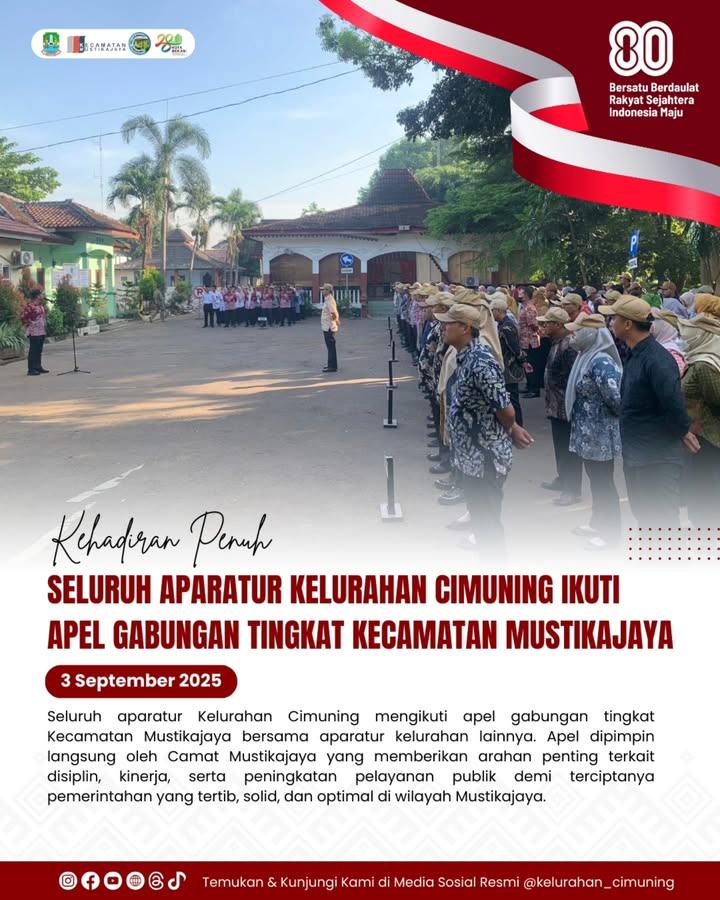 KECAMATAN
MUSTIKAJAYA
80
Bersatu Berdaulat
Rakyat Sejahtera
Indonesia Maju
P
Kehadiran Penuh
SELURUH APARATUR KELURAHAN CIMUNING IKUTI
APEL GABUNGAN TINGKAT KECAMATAN MUSTIKAJAYA
3 September 2025
Seluruh aparatur Kelurahan Cimuning mengikuti apel gabungan tingkat
Kecamatan Mustikajaya bersama aparatur kelurahan lainnya. Apel dipimpin
langsung oleh Camat Mustikajaya yang memberikan arahan penting terkait
disiplin, kinerja, serta peningkatan pelayanan publik demi terciptanya
pemerintahan yang tertib, solid, dan optimal di wilayah Mustikajaya.
Temukan & Kunjungi Kami di Media Sosial Resmi @kelurahan_cimuning